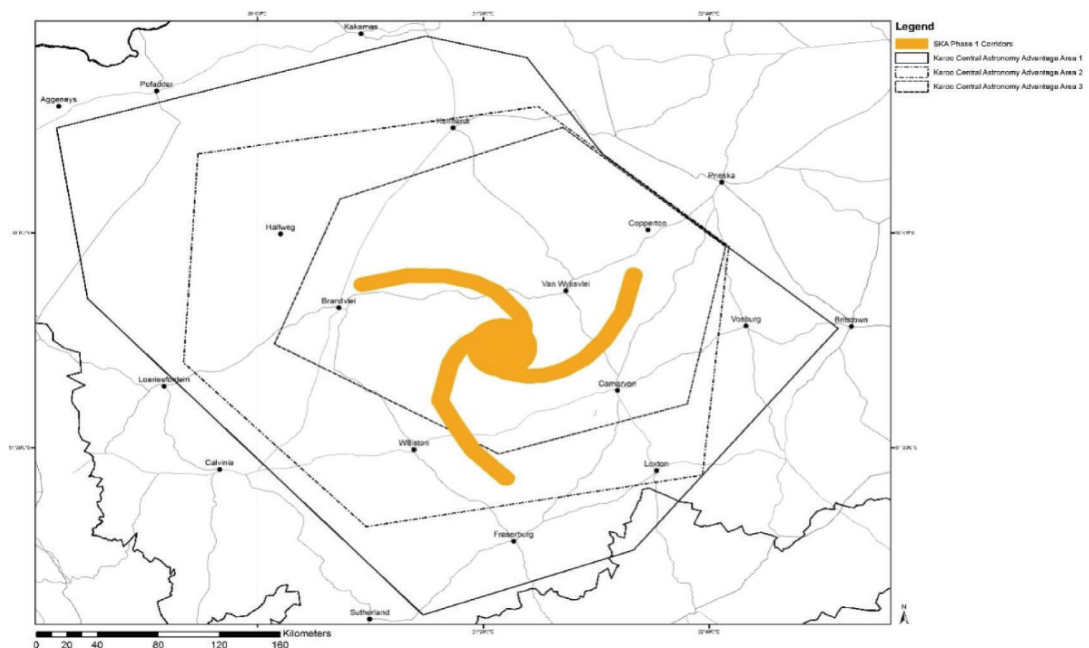 Legend
SKA Phase 1 Corridors
Karoo Central Astronomy Advantage Area 1
Karoo Central Astronomy Advantage Area 2
Karoo Central Astronomy Advantage Area 3
Kakamas
Pofadder
Aggeneys
Kenhardt
Prieska
Copperton
Halfweg
Van Wyksvlei
Brandvlei
Vosburg
Britstown
Loeriesfontein
Carnarvon
Williston
Calvinia
Loxton
Fraserburg
Sutherland
N
Kilometers
0 20 40 80 120 160